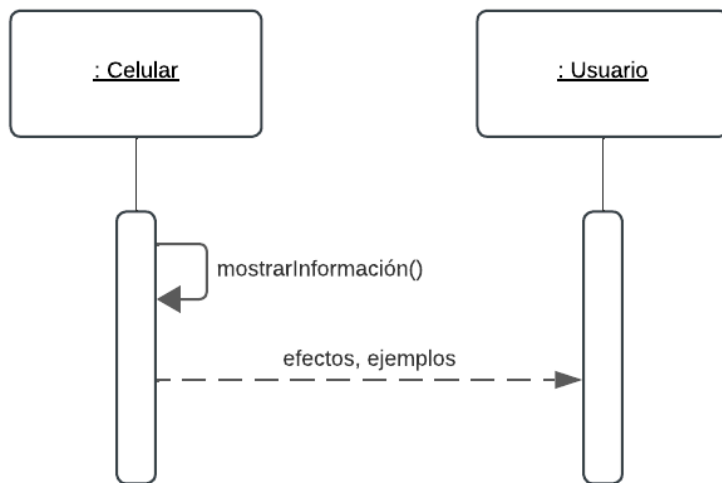 : Celular
: Usuario
mostrarInformación()
efectos, ejemplos